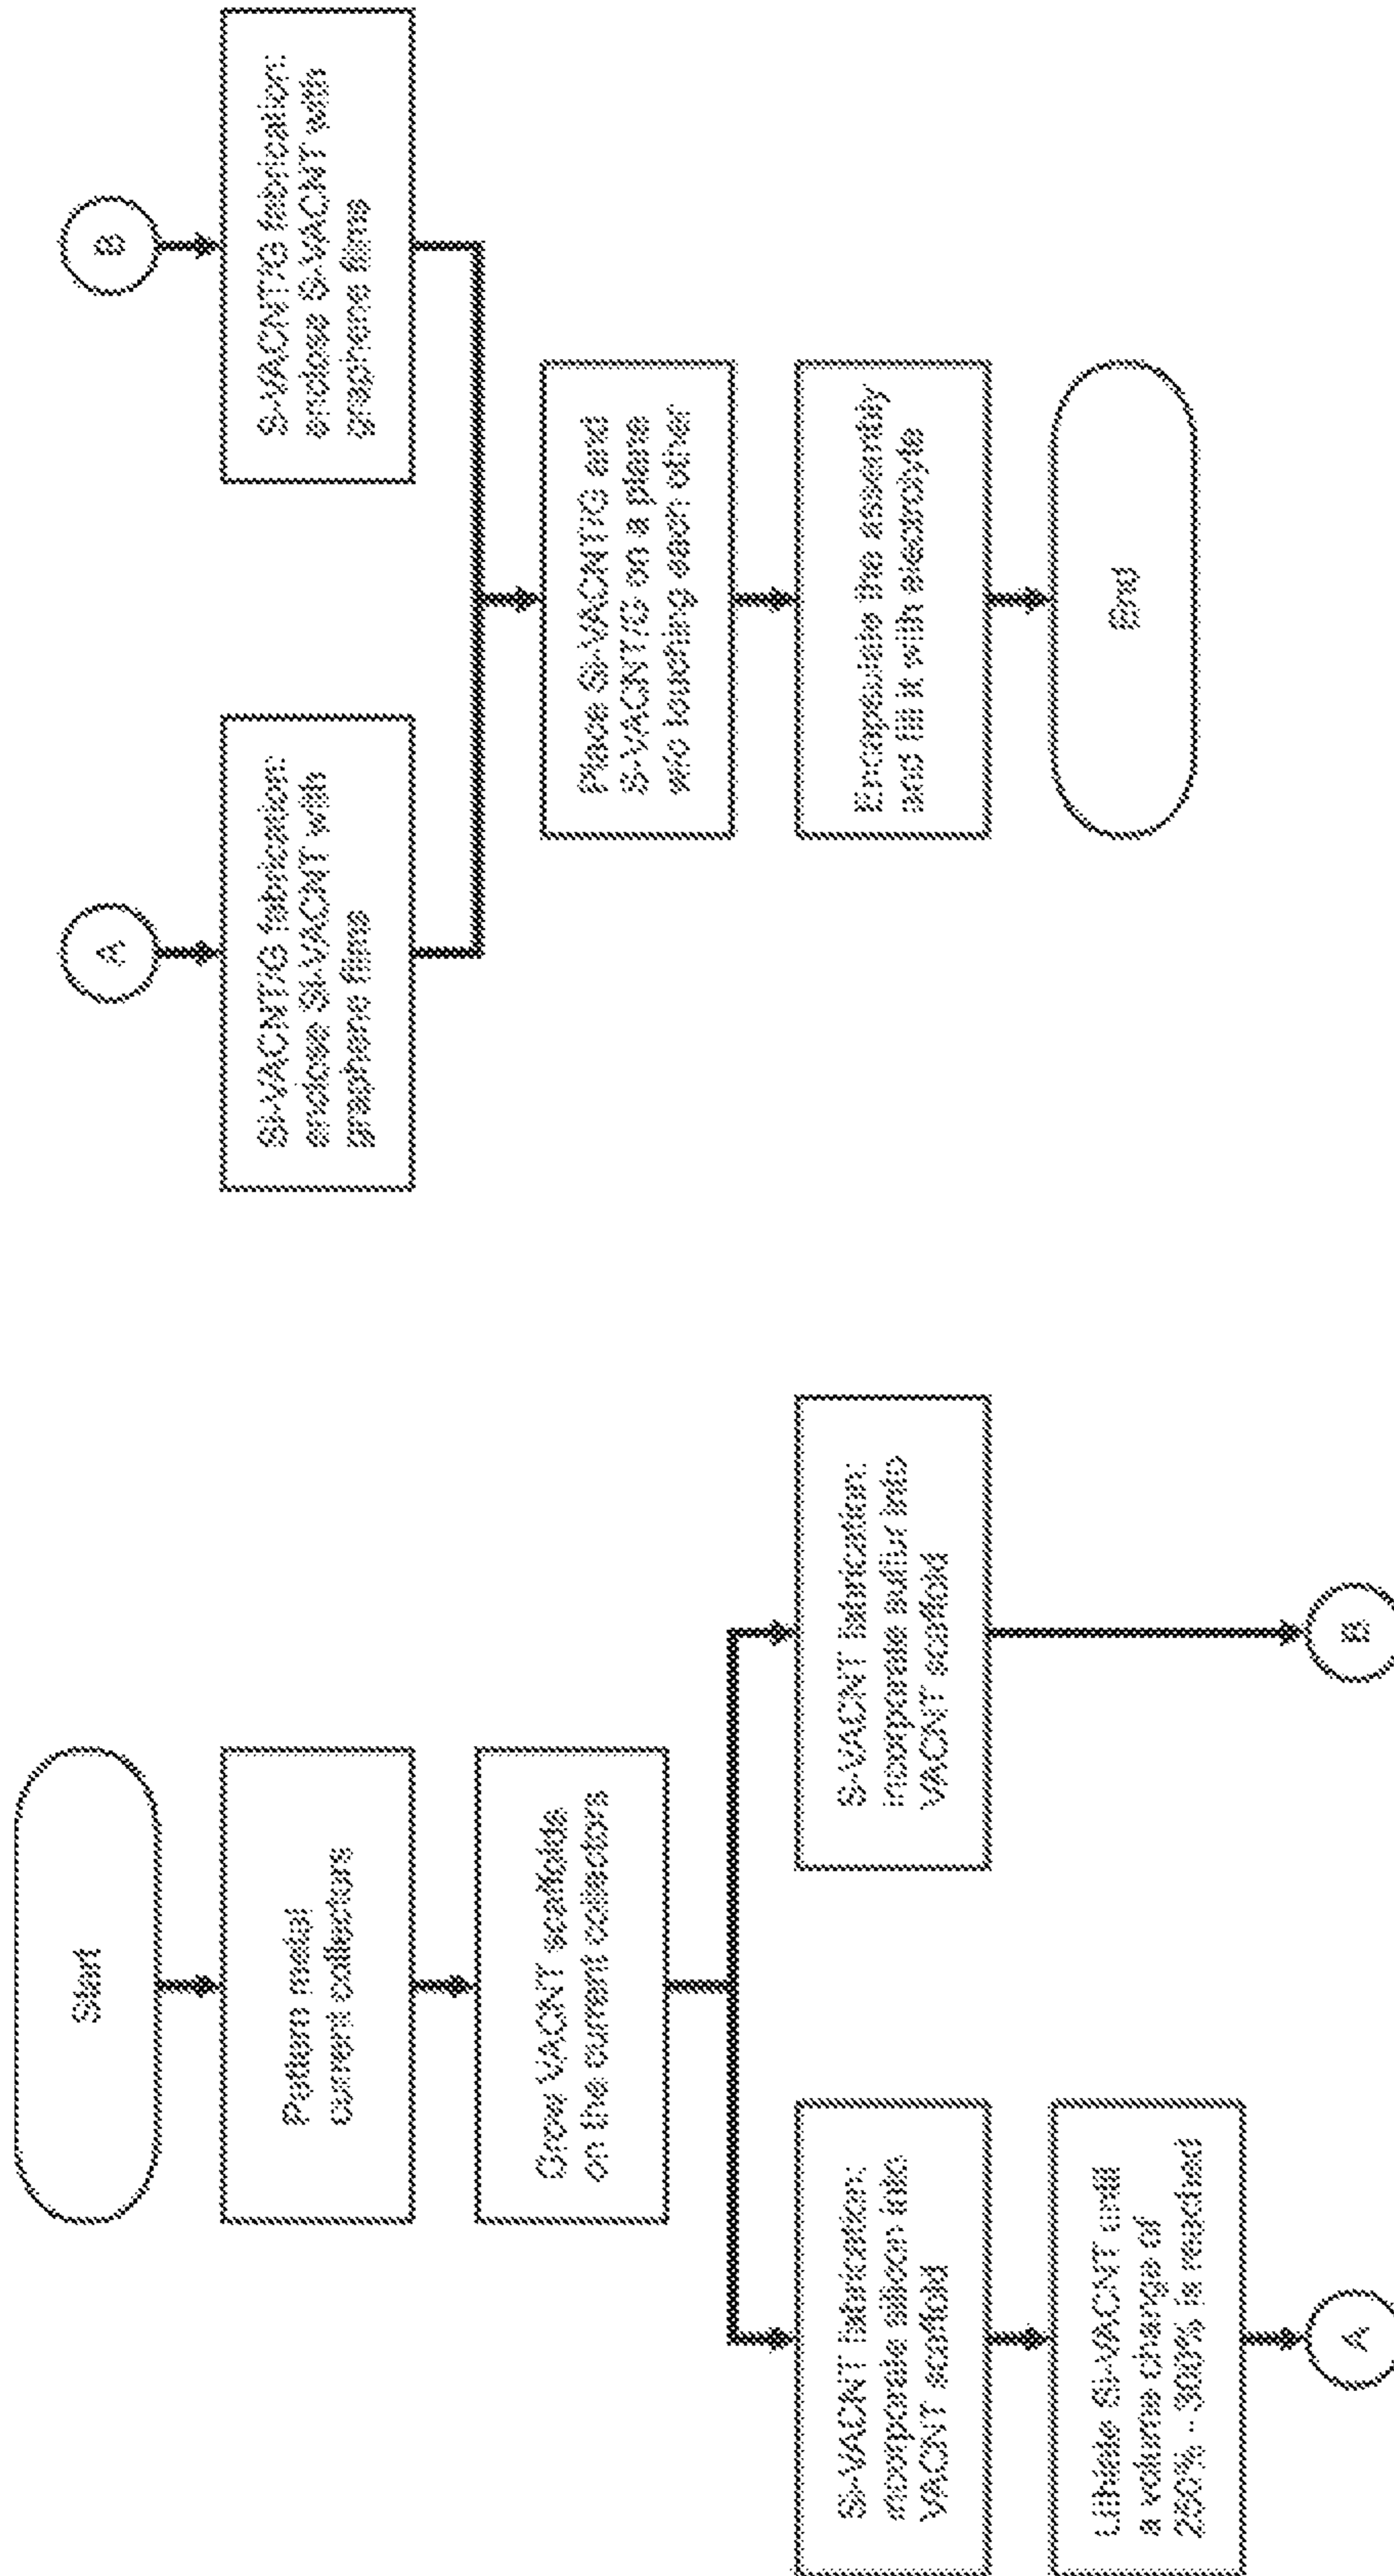 Start
Pattern metal
current collectors
Grow VACNT scaffolds
on the current collectors
Si-VACNT fabrication:
incorporate silicon into
VACNT scaffold
Lithiate Si-VACNT until
a volume change of
250% - 300% is reached
A
S-VACNT fabrication:
incorporate sulfur into
VACNT scaffold
B
A
Si-VACNT/G fabrication:
enclose Si-VACNT with
graphene films
B
S-VACNT/G fabrication:
enclose S-VACNT with
graphene films
Place Si-VACNT/G and
S-VACNT/G on a plane
w/o touching each other
Encapsulate the assembly
and fill it with electrolyte
End